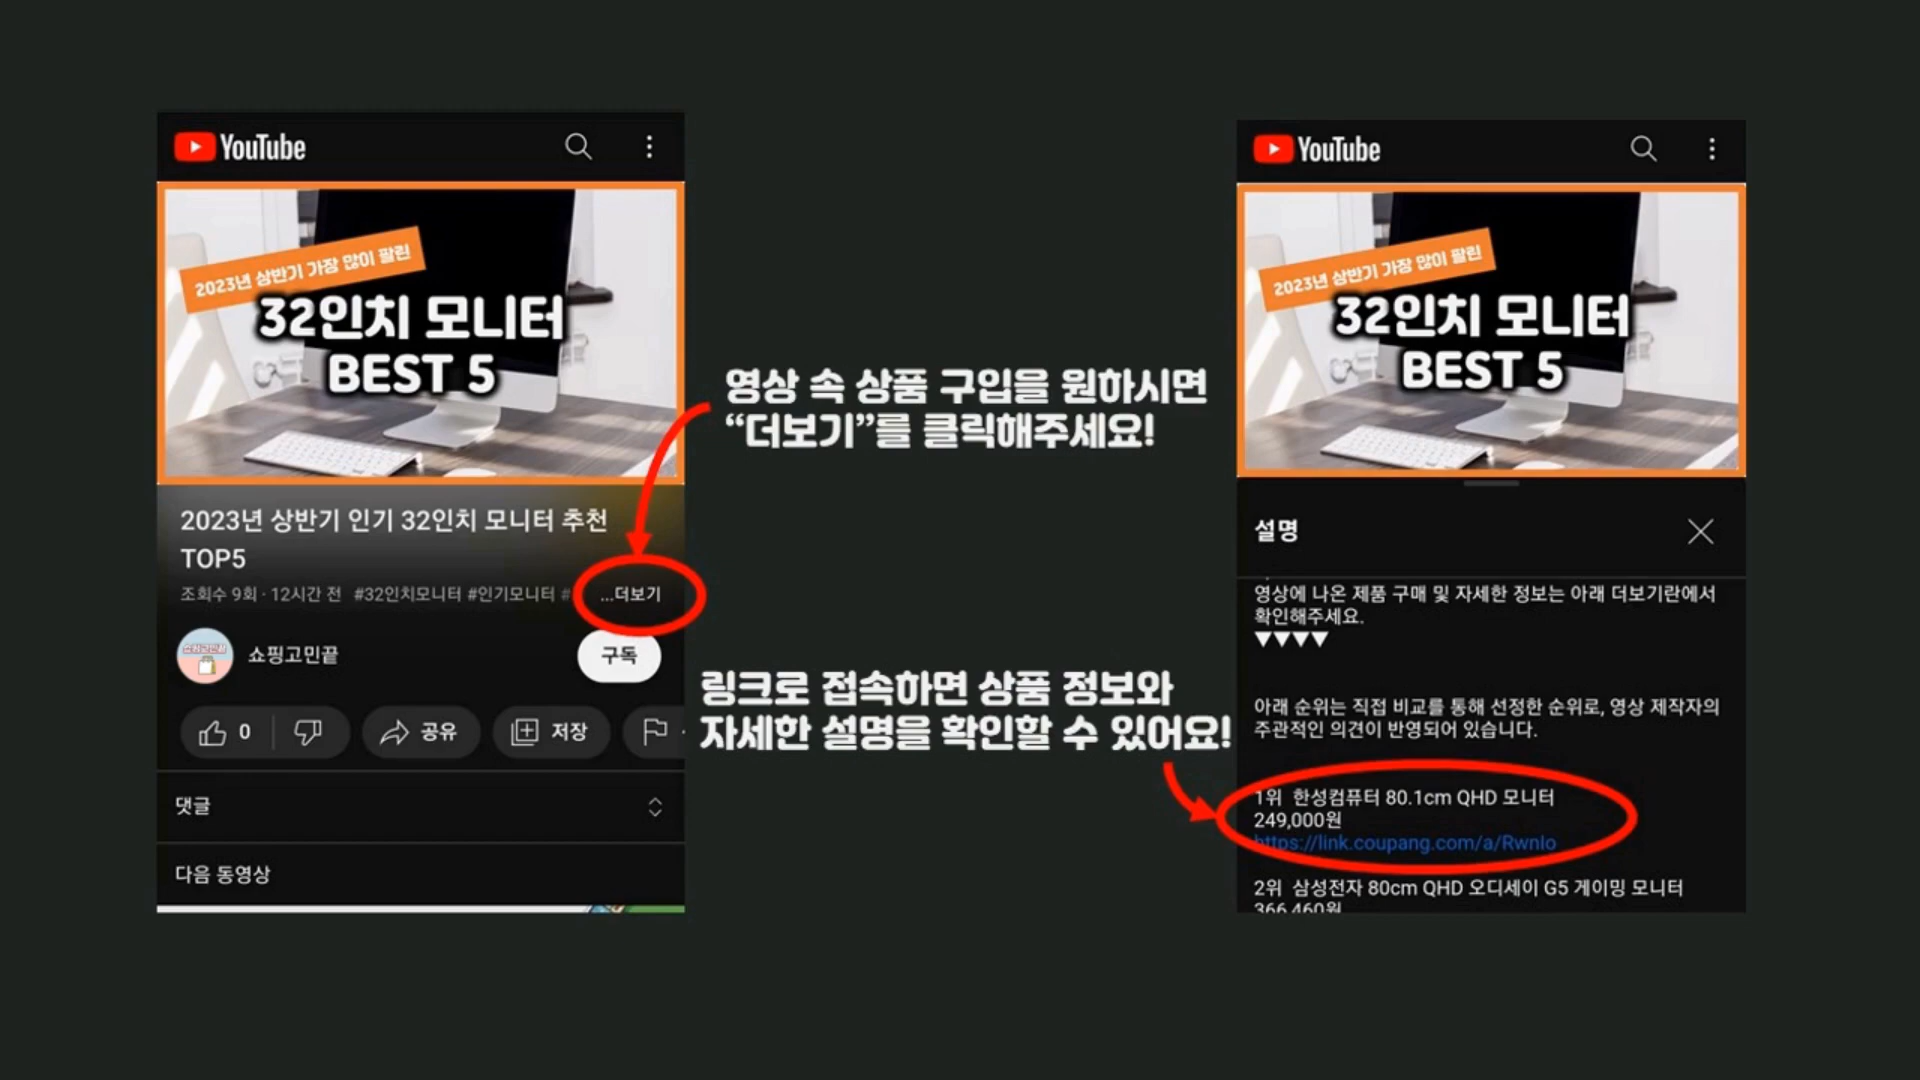 YouTube
2023년 상반기 가장 많이 팔린
32인치 모니터
BEST 5
2023년 상반기 인기 32인치 모니터 추천
TOP5
조회수 9회 · 12시간 전 #32인치모니터 #인기모니터 # ...더보기
쇼핑고민끝
쇼핑고민끝
구독
0
공유
저장
댓글
다음 동영상
영상 속 상품 구입을 원하시면
“더보기”를 클릭해주세요!
링크로 접속하면 상품 정보와
자세한 설명을 확인할 수 있어요!
YouTube
2023년 상반기 가장 많이 팔린
32인치 모니터
BEST 5
설명
영상에 나온 제품 구매 및 자세한 정보는 아래 더보기란에서
확인해주세요.
▼▼▼▼
아래 순위는 직접 비교를 통해 선정한 순위로, 영상 제작자의
주관적인 의견이 반영되어 있습니다.
1위 한성컴퓨터 80.1cm QHD 모니터
249,000원
https://link.coupang.com/a/RwnIo
2위 삼성전자 80cm QHD 오디세이 G5 게이밍 모니터
366,460원